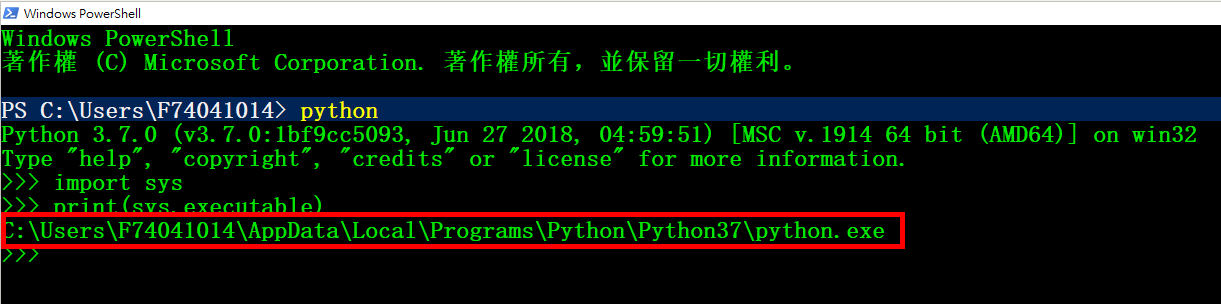 Windows PowerShell
Windows PowerShell
著作權 (C) Microsoft Corporation. 著作權所有，並保留一切權利。
PS C:\Users\F74041014> python
Python 3.7.0 (v3.7.0:1bf9cc5093, Jun 27 2018, 04:59:51) [MSC v.1914 64 bit (AMD64)] on win32
Type "help", "copyright", "credits" or "license" for more information.
>>> import sys
>>> print(sys.executable)
C:\Users\F74041014\AppData\Local\Programs\Python\Python37\python.exe
>>>